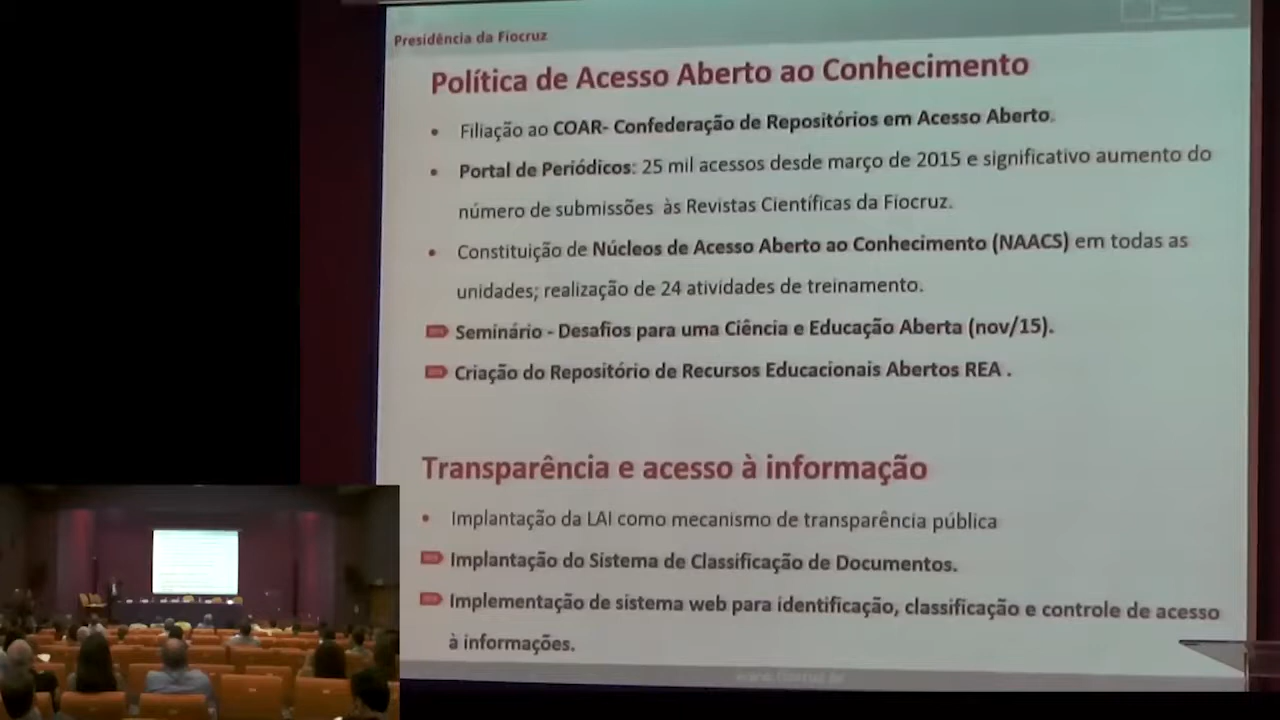 Presidência da Fiocruz
Política de Acesso Aberto ao Conhecimento
• Filiação ao COAR- Confederação de Repositórios em Acesso Aberto.
• Portal de Periódicos: 25 mil acessos desde março de 2015 e significativo aumento do
número de submissões às Revistas Científicas da Fiocruz.
• Constituição de Núcleos de Acesso Aberto ao Conhecimento (NAACS) em todas as
unidades; realização de 24 atividades de treinamento.
Seminário - Desafios para uma Ciência e Educação Aberta (nov/15).
Criação do Repositório de Recursos Educacionais Abertos REA .
Transparência e acesso à informação
• Implantação da LAI como mecanismo de transparência pública
Implantação do Sistema de Classificação de Documentos.
Implementação de sistema web para identificação, classificação e controle de acesso
à informações.
www.fiocruz.br